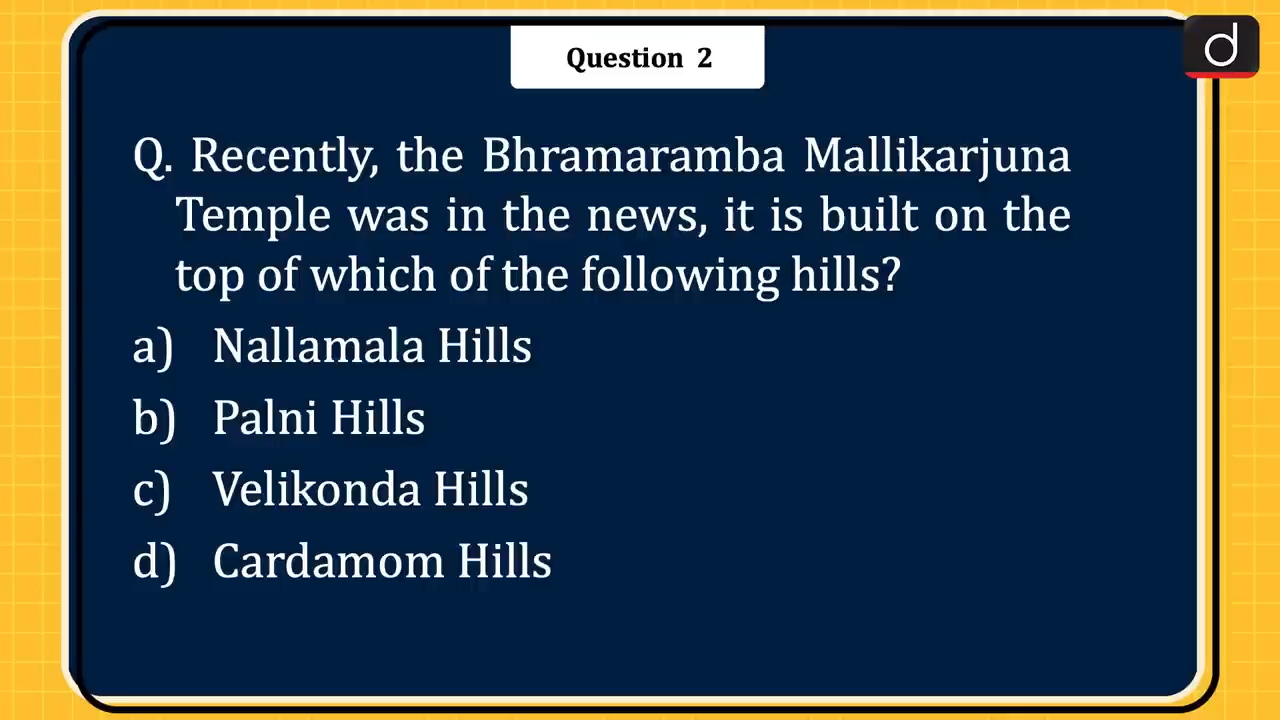 Question 2
d
Q. Recently, the Bhramaramba Mallikarjuna
Temple was in the news, it is built on the
top of which of the following hills?
a) Nallamala Hills
b) Palni Hills
c) Velikonda Hills
d) Cardamom Hills